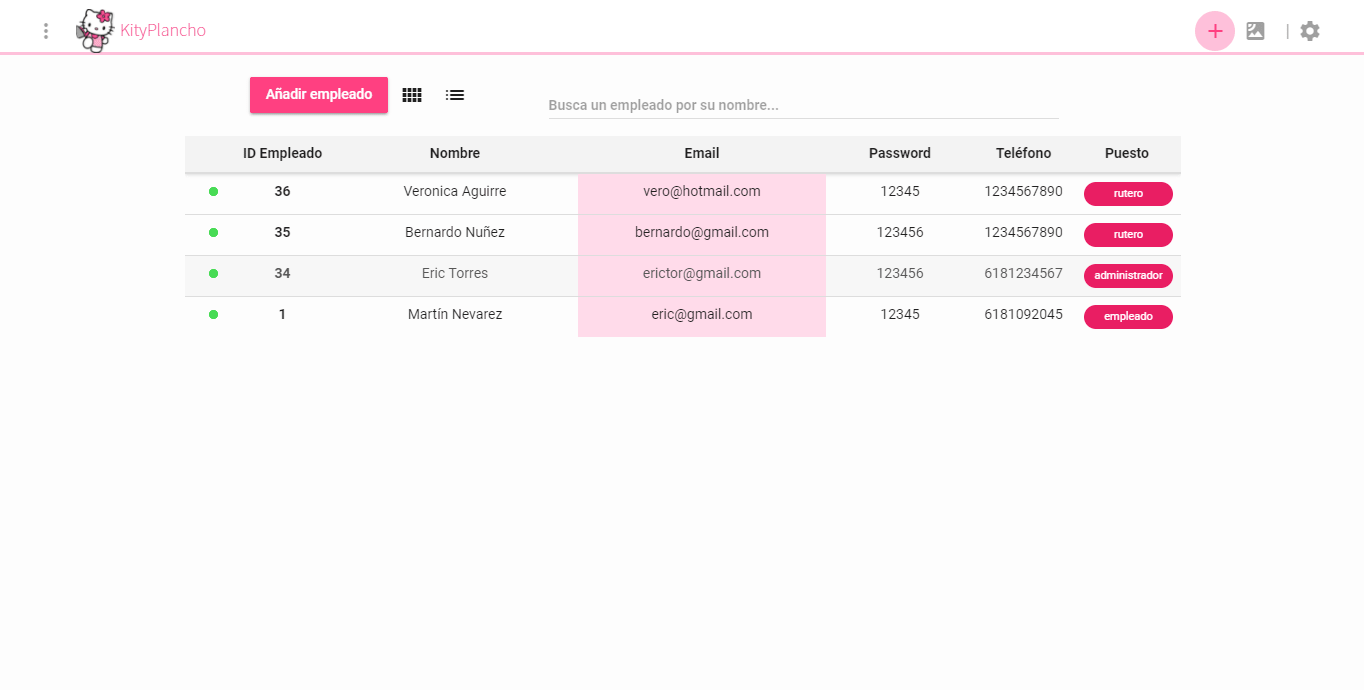 KityPlancho
Añadir empleado
Busca un empleado por su nombre...
ID Empleado Nombre Email Password Teléfono Puesto
36 Veronica Aguirre vero@hotmail.com 12345 1234567890 rutero
35 Bernardo Nuñez bernardo@gmail.com 123456 1234567890 rutero
34 Eric Torres erictor@gmail.com 123456 6181234567 administrador
1 Martín Nevarez eric@gmail.com 12345 6181092045 empleado